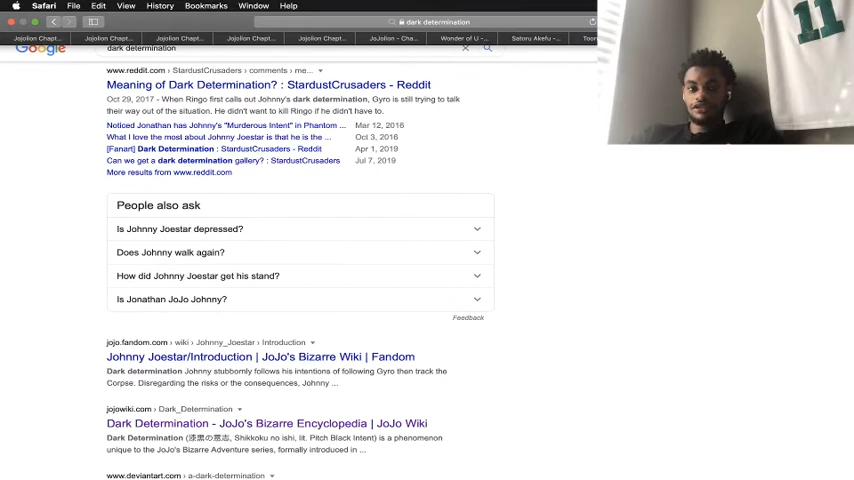 Safari File Edit View History Bookmarks Window Help
dark determination
Jojolion Chapt... Jojolion Chapt... Jojolion Chapt... Jojolion Chapt... Jojolion Chapt... JoJolion - Cha... Wonder of U -... Satoru Akefu -... Toon
Google dark determination
www.reddit.com › StardustCrusaders › comments › me...
Meaning of Dark Determination? : StardustCrusaders - Reddit
Oct 29, 2017 - When Ringo first calls out Johnny's dark determination, Gyro is still trying to talk
their way out of the situation. He didn't want to kill Ringo if he didn't have to.
Noticed Jonathan has Johnny's "Murderous Intent" in Phantom ... Mar 12, 2016
What I love the most about Johnny Joestar is that he is the ... Oct 3, 2016
[Fanart] Dark Determination : StardustCrusaders - Reddit Apr 1, 2019
Can we get a dark determination gallery? : StardustCrusaders Jul 7, 2019
More results from www.reddit.com
People also ask
Is Johnny Joestar depressed?
Does Johnny walk again?
How did Johnny Joestar get his stand?
Is Jonathan JoJo Johnny?
Feedback
jojo.fandom.com › wiki › Johnny_Joestar › Introduction
Johnny Joestar/Introduction | JoJo's Bizarre Wiki | Fandom
Dark determination Johnny stubbornly follows his intentions of following Gyro then track the
Corpse. Disregarding the risks or the consequences, Johnny ...
jojowiki.com › Dark_Determination
Dark Determination - JoJo's Bizarre Encyclopedia | JoJo Wiki
Dark Determination (漆黒の意志, Shikkoku no ishi, lit. Pitch Black Intent) is a phenomenon
unique to the JoJo's Bizarre Adventure series, formally introduced in ...
www.deviantart.com › a-dark-determination
11